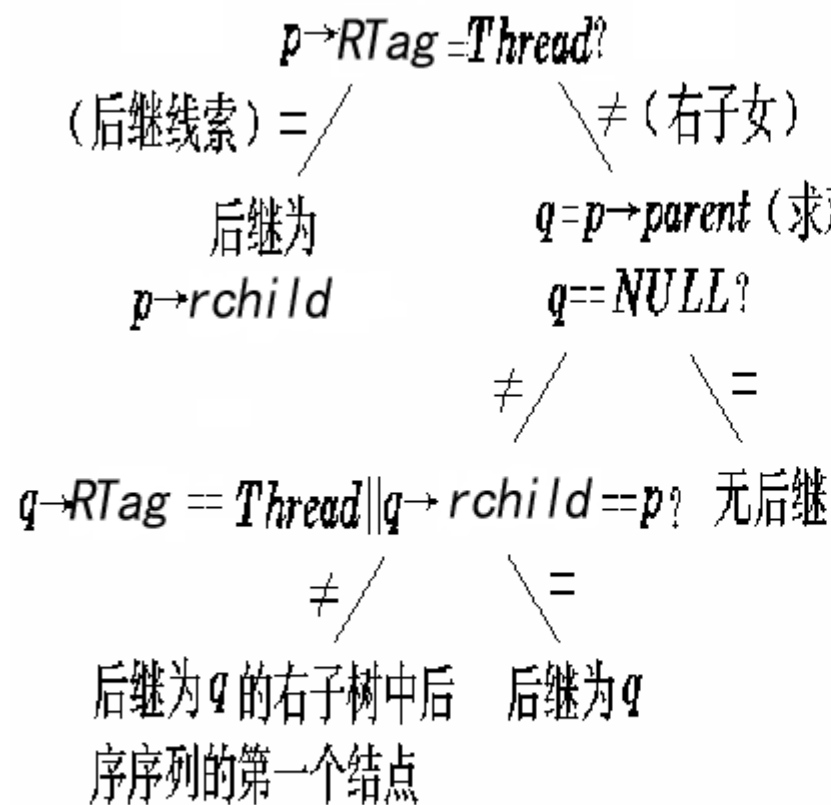 p→RTag=Thread?
(后继线索) =
≠ (右子女)
后继为
p→rchild
q=p→parent (求
q==NULL?
≠
=
q→RTag == Thread||q→rchild==p?
无后继
≠
=
后继为q的右子树中后
序序列的第一个结点
后继为q